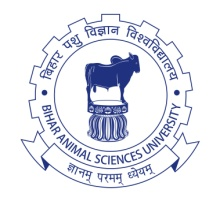 बिहार पशु विज्ञान विश्वविद्यालय
BIHAR ANIMAL SCIENCES UNIVERSITY
ज्ञानम् परमम् ध्येयम्